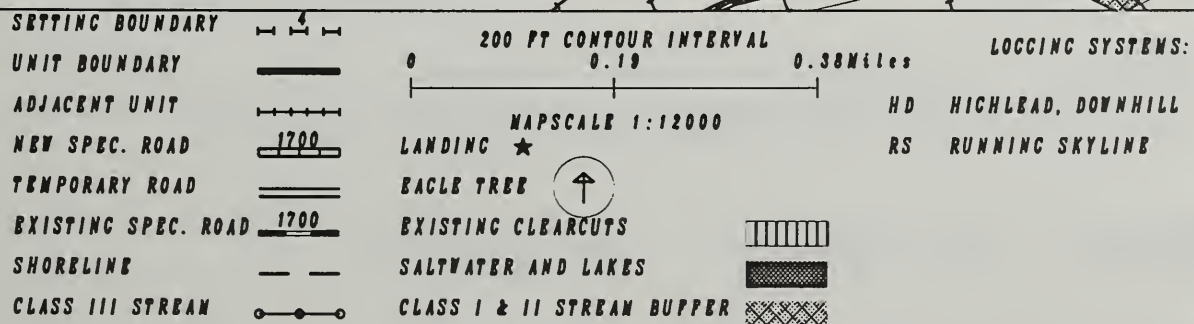 SETTING BOUNDARY 4
UNIT BOUNDARY
ADJACENT UNIT
NEW SPEC. ROAD 1700
TEMPORARY ROAD
EXISTING SPEC. ROAD 1700
SHORELINE
CLASS III STREAM
200 FT CONTOUR INTERVAL
0 0.19 0.38Miles
MAPSCALE 1:12000
LANDING
EAGLE TREE
EXISTING CLEARCUTS
SALTWATER AND LAKES
CLASS I & II STREAM BUFFER
LOGGING SYSTEMS:
HD HIGHLEAD, DOWNHILL
RS RUNNING SKYLINE